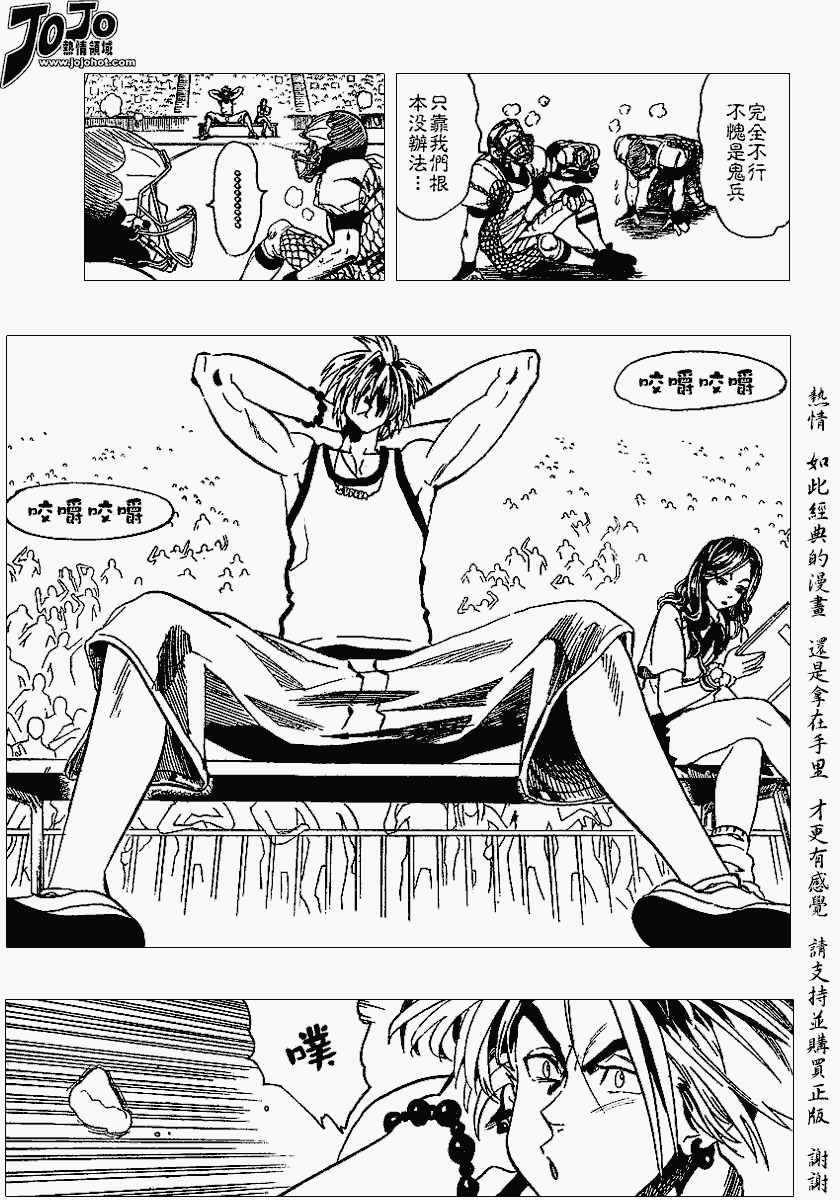 JOJO
熱情領域
www.jojohot.com
完全不行
不愧是鬼兵
只靠我們根
本没辦法…
………
咬嚼咬嚼
咬嚼咬嚼
噗
熱情 如此經典的漫畫 還是拿在手里 才更有感覺 請支持並購買正版 謝謝